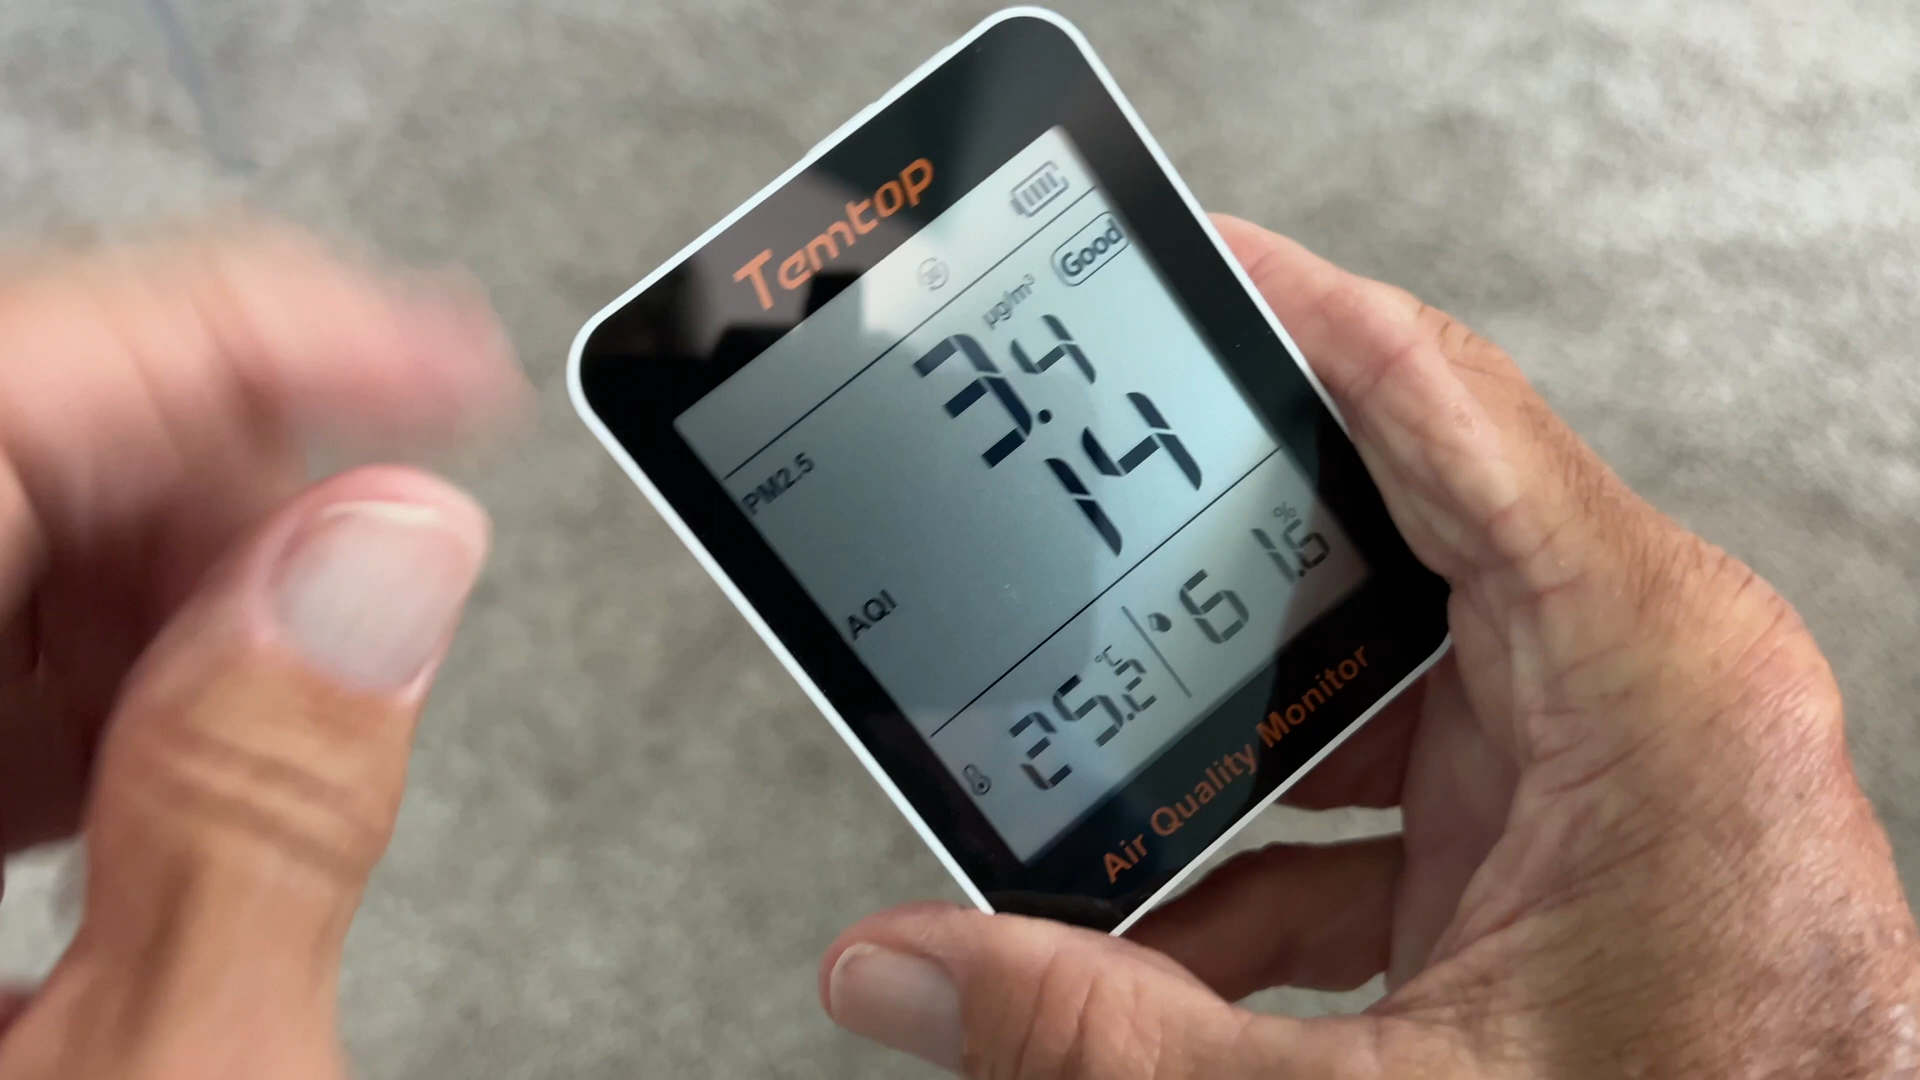 Temtop
PM2.5 3.4 µg/m³ Good
AQI 14
25.2 °C 61.6 %
Air Quality Monitor